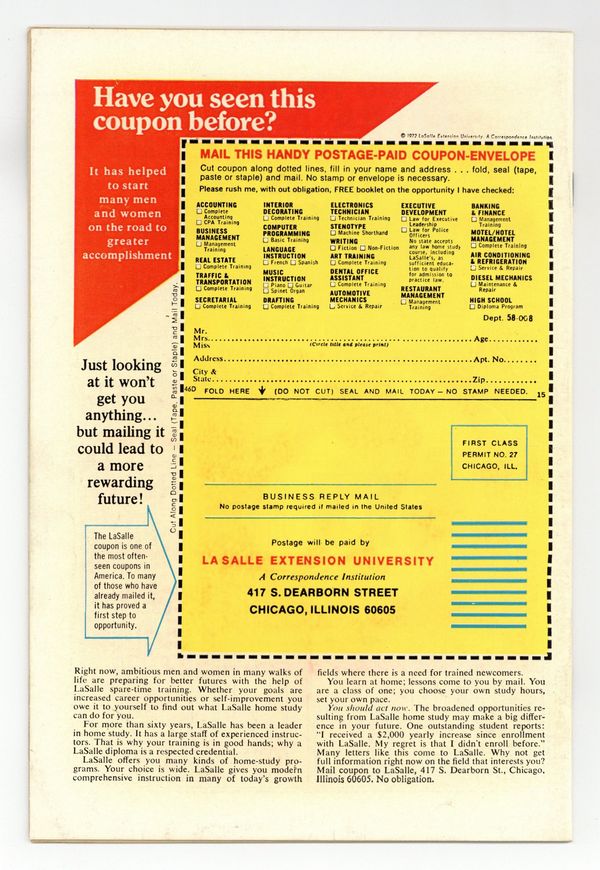 Have you seen this
coupon before?
It has helped
to start
many men
and women
on the road to
greater
accomplishment
© 1972 LaSalle Extension University. A Correspondence Institution
MAIL THIS HANDY POSTAGE-PAID COUPON-ENVELOPE
Cut coupon along dotted lines, fill in your name and address . . . fold, seal (tape,
paste or staple) and mail. No stamp or envelope is necessary.
Please rush me, with out obligation, FREE booklet on the opportunity I have checked:
ACCOUNTING
☐ Complete
Accounting
☐ CPA Training
BUSINESS
MANAGEMENT
☐ Management
Training
REAL ESTATE
☐ Complete Training
TRAFFIC &
TRANSPORTATION
☐ Complete Training
SECRETARIAL
☐ Complete Training
INTERIOR
DECORATING
☐ Complete Training
COMPUTER
PROGRAMMING
☐ Basic Training
LANGUAGE
INSTRUCTION
☐ French ☐ Spanish
MUSIC
INSTRUCTION
☐ Piano ☐ Guitar
☐ Spinet Organ
DRAFTING
☐ Complete Training
ELECTRONICS
TECHNICIAN
☐ Technician Training
STENOTYPE
☐ Machine Shorthand
WRITING
☐ Fiction ☐ Non-Fiction
ART TRAINING
☐ Complete Training
DENTAL OFFICE
ASSISTANT
☐ Complete Training
AUTOMOTIVE
MECHANICS
☐ Service & Repair
EXECUTIVE
DEVELOPMENT
☐ Law for Executive
Leadership
☐ Law for Police
Officers
No state accepts
any law home study
course, including
LaSalle's, as
sufficient educa-
tion to qualify
for admission to
practice law.
RESTAURANT
MANAGEMENT
☐ Management
Training
BANKING
& FINANCE
☐ Management
Training
MOTEL/HOTEL
MANAGEMENT
☐ Complete Training
AIR CONDITIONING
& REFRIGERATION
☐ Service & Repair
DIESEL MECHANICS
☐ Maintenance &
Repair
HIGH SCHOOL
☐ Diploma Program
Dept. 58-008
Mr.
Mrs. Age
Miss (Circle title and please print)
Address Apt. No.
City &
State Zip
46D FOLD HERE ↓ (DO NOT CUT) SEAL AND MAIL TODAY – NO STAMP NEEDED. 15
Cut Along Dotted Line – Seal (Tape, Paste or Staple) and Mail Today.
Just looking
at it won't
get you
anything...
but mailing it
could lead to
a more
rewarding
future!
The LaSalle
coupon is one of
the most often-
seen coupons in
America. To many
of those who have
already mailed it,
it has proved a
first step to
opportunity.
FIRST CLASS
PERMIT NO. 27
CHICAGO, ILL.
BUSINESS REPLY MAIL
No postage stamp required if mailed in the United States
Postage will be paid by
LA SALLE EXTENSION UNIVERSITY
A Correspondence Institution
417 S. DEARBORN STREET
CHICAGO, ILLINOIS 60605
Right now, ambitious men and women in many walks of
life are preparing for better futures with the help of
LaSalle spare-time training. Whether your goals are
increased career opportunities or self-improvement you
owe it to yourself to find out what LaSalle home study
can do for you.
For more than sixty years, LaSalle has been a leader
in home study. It has a large staff of experienced instruc-
tors. That is why your training is in good hands; why a
LaSalle diploma is a respected credential.
LaSalle offers you many kinds of home-study pro-
grams. Your choice is wide. LaSalle gives you modern
comprehensive instruction in many of today's growth
fields where there is a need for trained newcomers.
You learn at home; lessons come to you by mail. You
are a class of one; you choose your own study hours,
set your own pace.
You should act now. The broadened opportunities re-
sulting from LaSalle home study may make a big differ-
ence in your future. One outstanding student reports:
"I received a $2,000 yearly increase since enrollment
with LaSalle. My regret is that I didn't enroll before."
Many letters like this come to LaSalle. Why not get
full information right now on the field that interests you?
Mail coupon to LaSalle, 417 S. Dearborn St., Chicago,
Illinois 60605. No obligation.